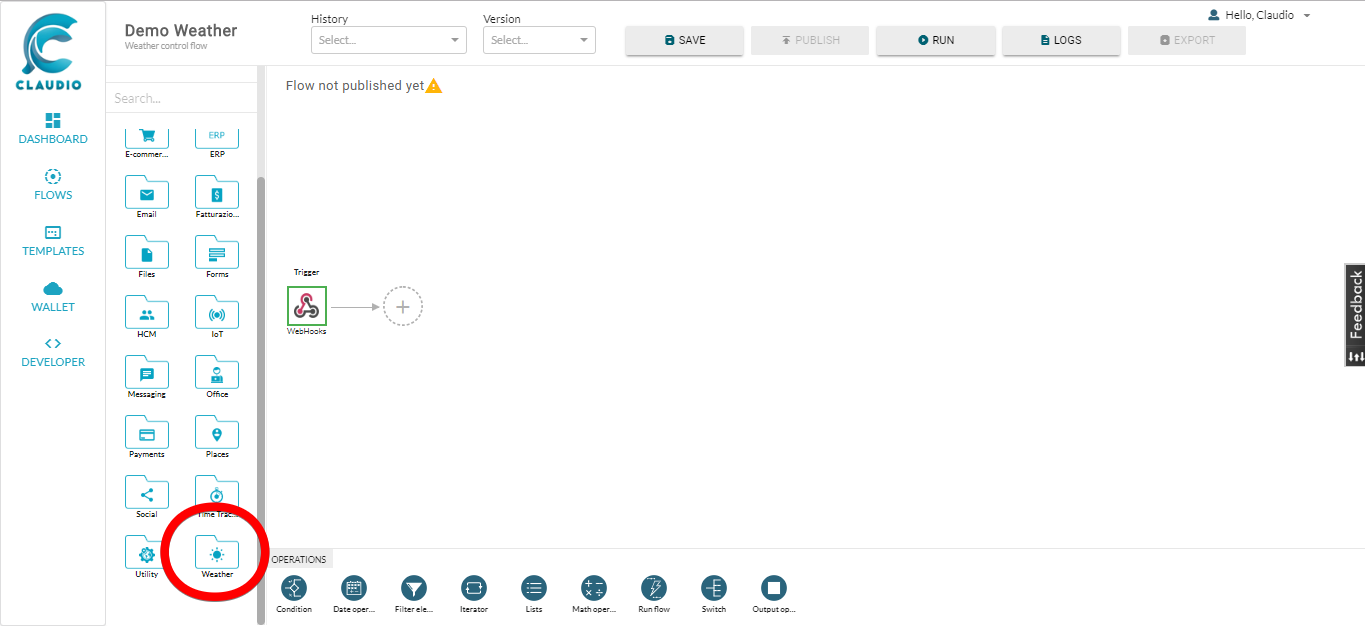 CLAUDIO
DASHBOARD
FLOWS
TEMPLATES
WALLET
DEVELOPER
Demo Weather
Weather control flow
History
Select...
Version
Select...
SAVE
PUBLISH
RUN
LOGS
EXPORT
Hello, Claudio
Search...
ERP
E-commer...
ERP
Email
Fatturazio...
Files
Forms
HCM
IoT
Messaging
Office
Payments
Places
Social
Time Trac...
Utility
Weather
Flow not published yet
Trigger
WebHooks
Feedback
OPERATIONS
Condition
Date oper...
Filter ele...
Iterator
Lists
Math oper...
Run flow
Switch
Output op...